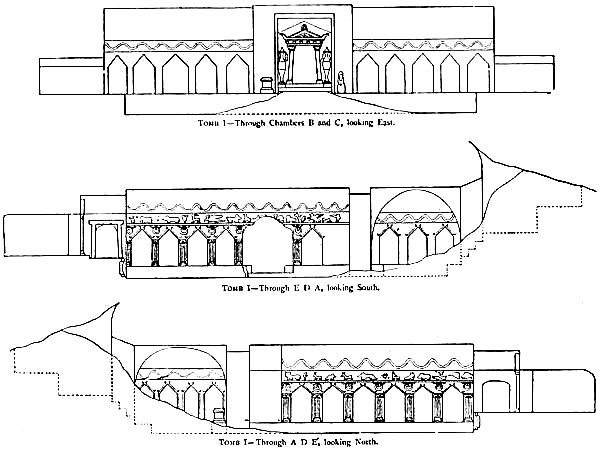 TOMB I—Through Chambers B and C, looking East.
TOMB I—Through E D A, looking South.
TOMB I—Through A D E, looking North.